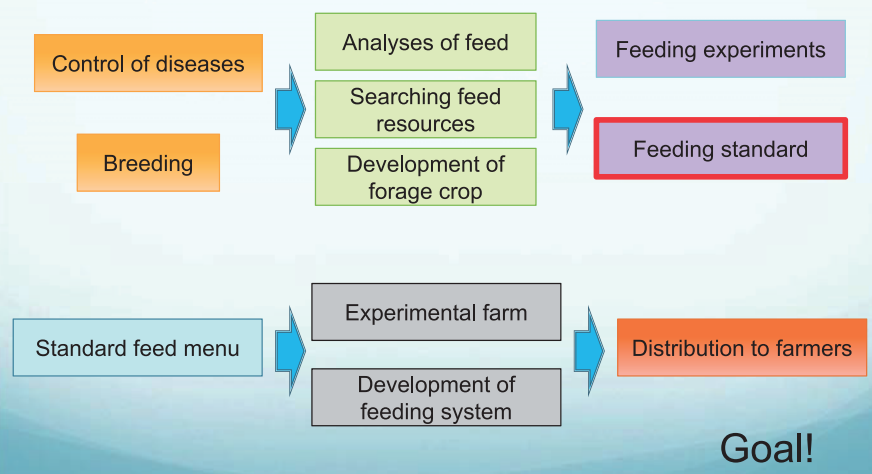 Control of diseases
Breeding
Analyses of feed
Searching feed
resources
Development of
forage crop
Feeding experiments
Feeding standard
Standard feed menu
Experimental farm
Development of
feeding system
Distribution to farmers
Goal!